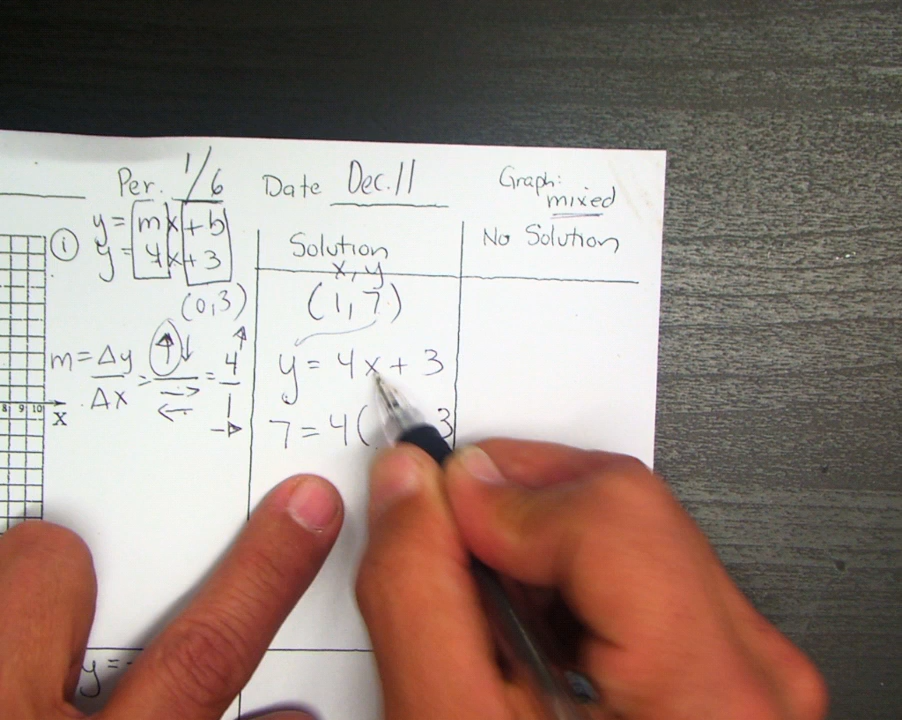 Per. 1/6 Date Dec. 11 Graph: mixed
① y = mx + b
y = 4x + 3
(0,3)
m = Δy/ΔX = ↑↓/→← = 4↑/1→
8 9 10 X
Solution
x, y
(1, 7)
y = 4x + 3
7 = 4( 3
No Solution
y = -